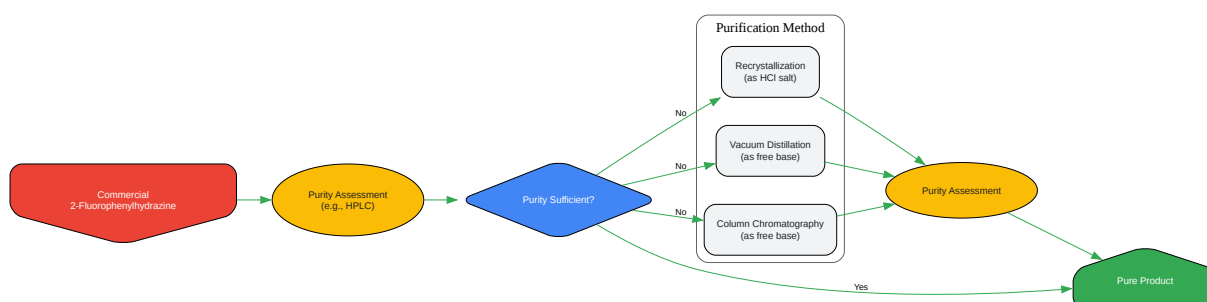 Commercial
2-Fluorophenylhydrazine
Purity Assessment
(e.g., HPLC)
Purity Sufficient?
No
No
No
Yes
Purification Method
Recrystallization
(as HCl salt)
Vacuum Distillation
(as free base)
Column Chromatography
(as free base)
Purity Assessment
Pure Product